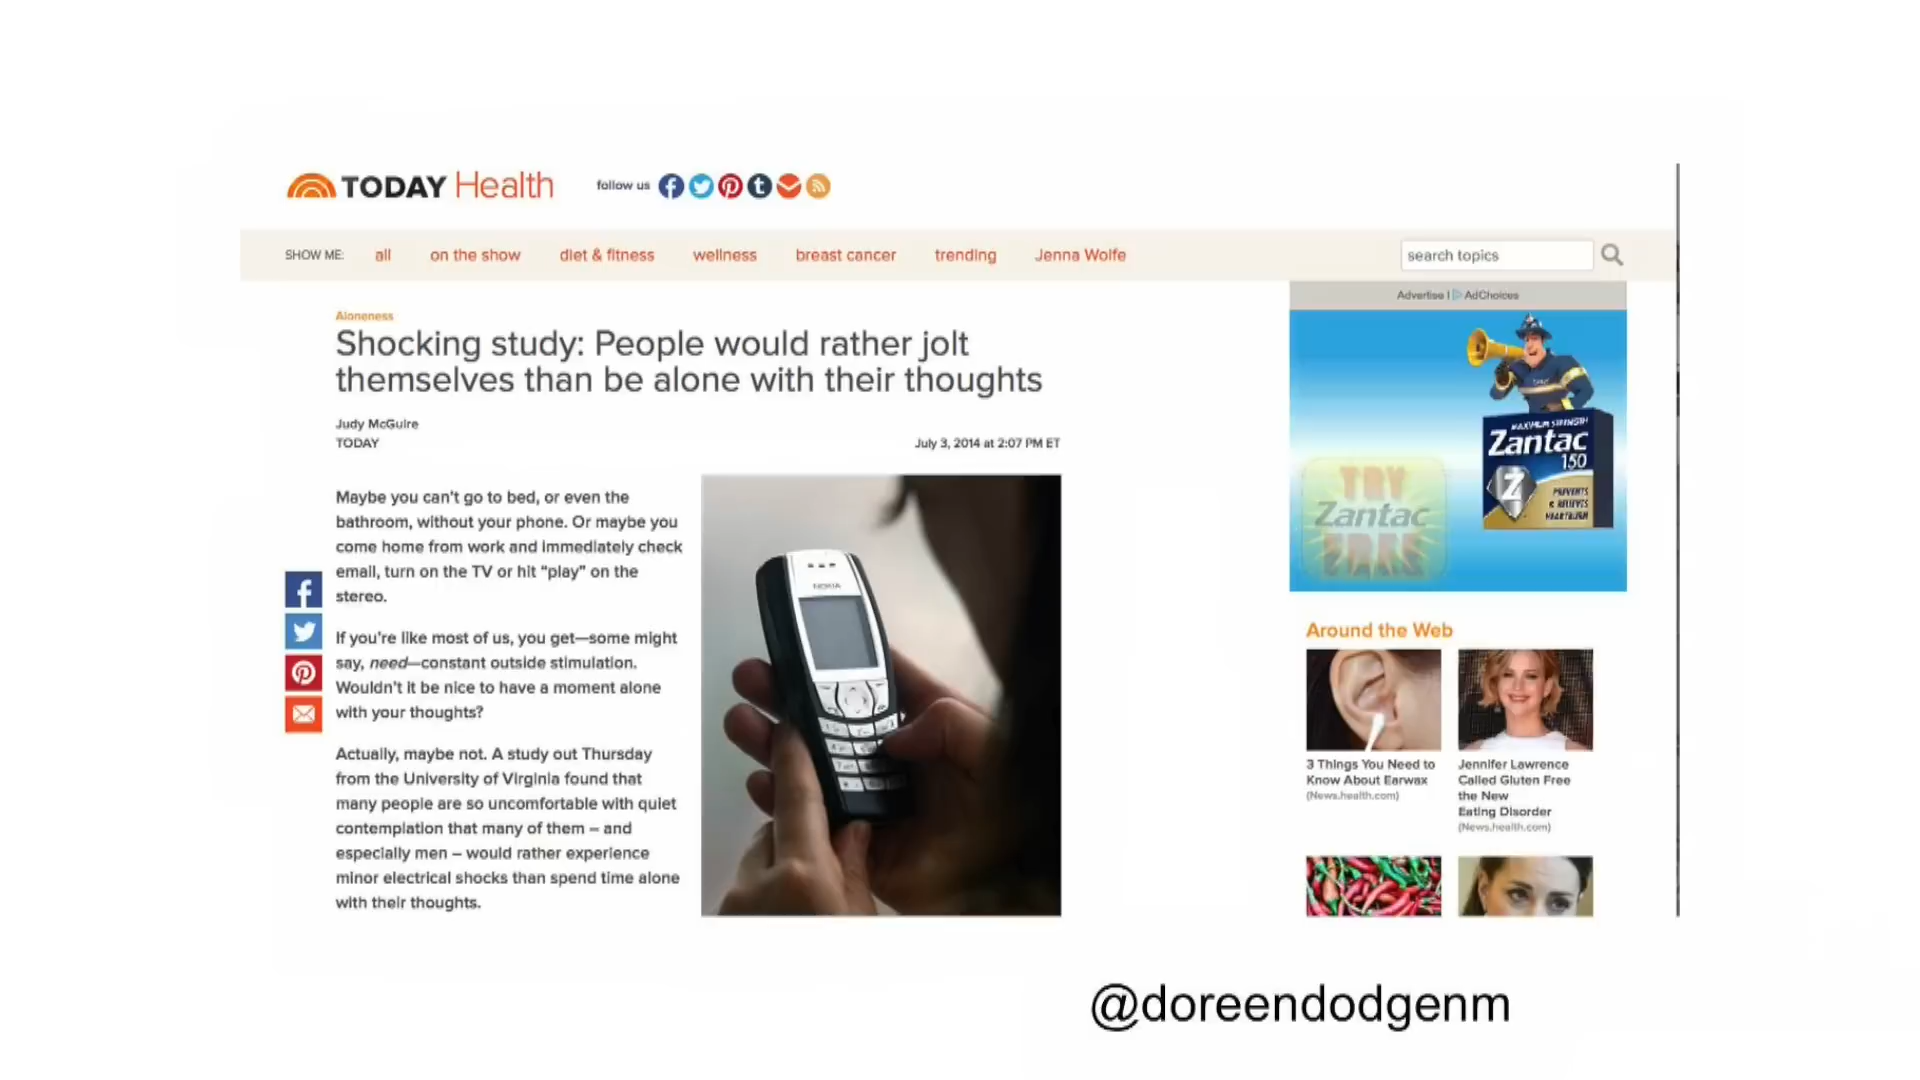 TODAY Health
follow us
SHOW ME:
all
on the show
diet & fitness
wellness
breast cancer
trending
Jenna Wolfe
search topics
Aloneness
Shocking study: People would rather jolt
themselves than be alone with their thoughts
Judy McGuire
TODAY
July 3, 2014 at 2:07 PM ET
Maybe you can't go to bed, or even the
bathroom, without your phone. Or maybe you
come home from work and immediately check
email, turn on the TV or hit “play” on the
stereo.
If you're like most of us, you get—some might
say, need—constant outside stimulation.
Wouldn't it be nice to have a moment alone
with your thoughts?
Actually, maybe not. A study out Thursday
from the University of Virginia found that
many people are so uncomfortable with quiet
contemplation that many of them – and
especially men – would rather experience
minor electrical shocks than spend time alone
with their thoughts.
NOKIA
Advertise | AdChoices
MAXIMUM STRENGTH
Zantac
150
Z
PREVENTS
& RELIEVES
HEARTBURN
TRY
Zantac
Around the Web
3 Things You Need to
Know About Earwax
(News.health.com)
Jennifer Lawrence
Called Gluten Free
the New
Eating Disorder
(News.health.com)
@doreendodgenm